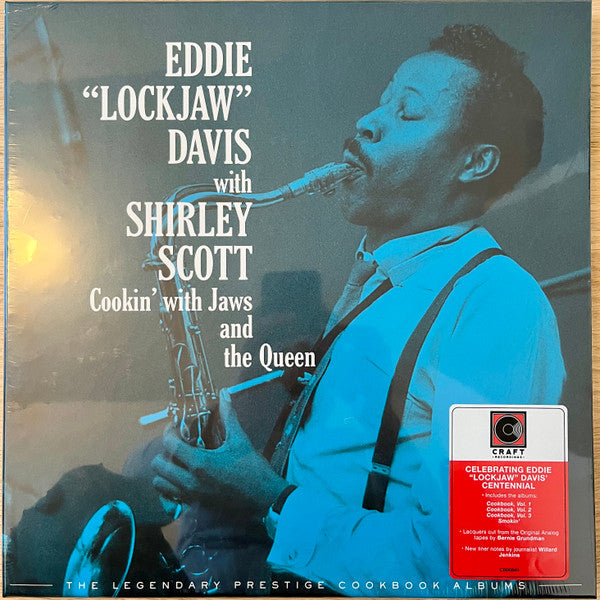 EDDIE
“LOCKJAW”
DAVIS
with
SHIRLEY
SCOTT
Cookin’ with Jaws
and
the Queen
CRAFT
RECORDINGS
CELEBRATING EDDIE
“LOCKJAW” DAVIS’
CENTENNIAL
• Includes the albums:
Cookbook, Vol. 1
Cookbook, Vol. 2
Cookbook, Vol. 3
Smokin’
• Lacquers cut from the Original Analog
tapes by Bernie Grundman
• New liner notes by journalist Willard
Jenkins
THE LEGENDARY PRESTIGE COOKBOOK ALBUMS